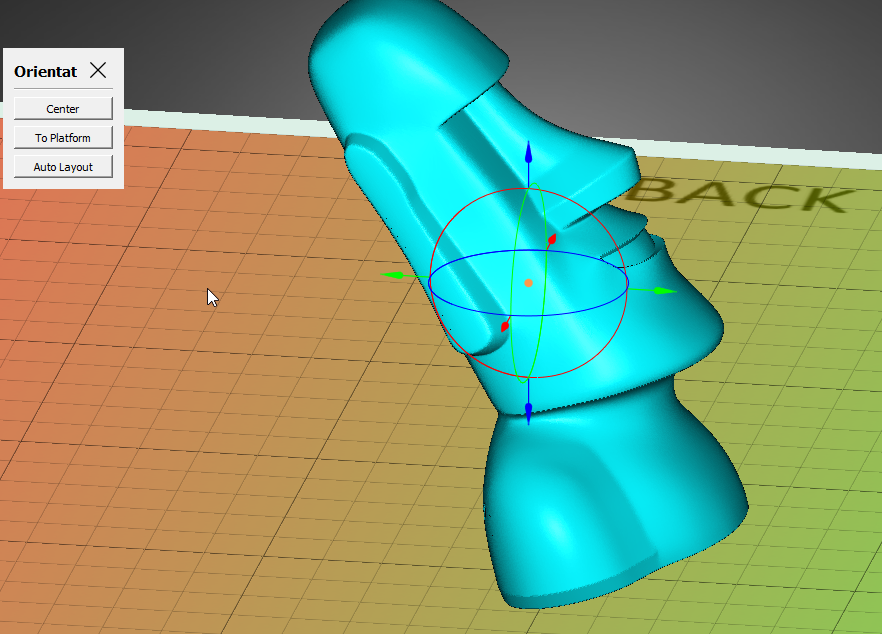 Orientat
Center
To Platform
Auto Layout
BACK